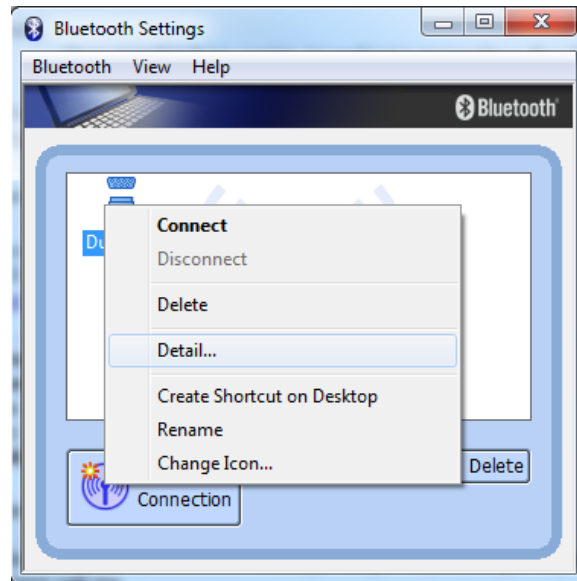 Bluetooth Settings
Bluetooth View Help
Bluetooth
Connect
Disconnect
Delete
Detail...
Create Shortcut on Desktop
Rename
Change Icon...
Delete
Connection